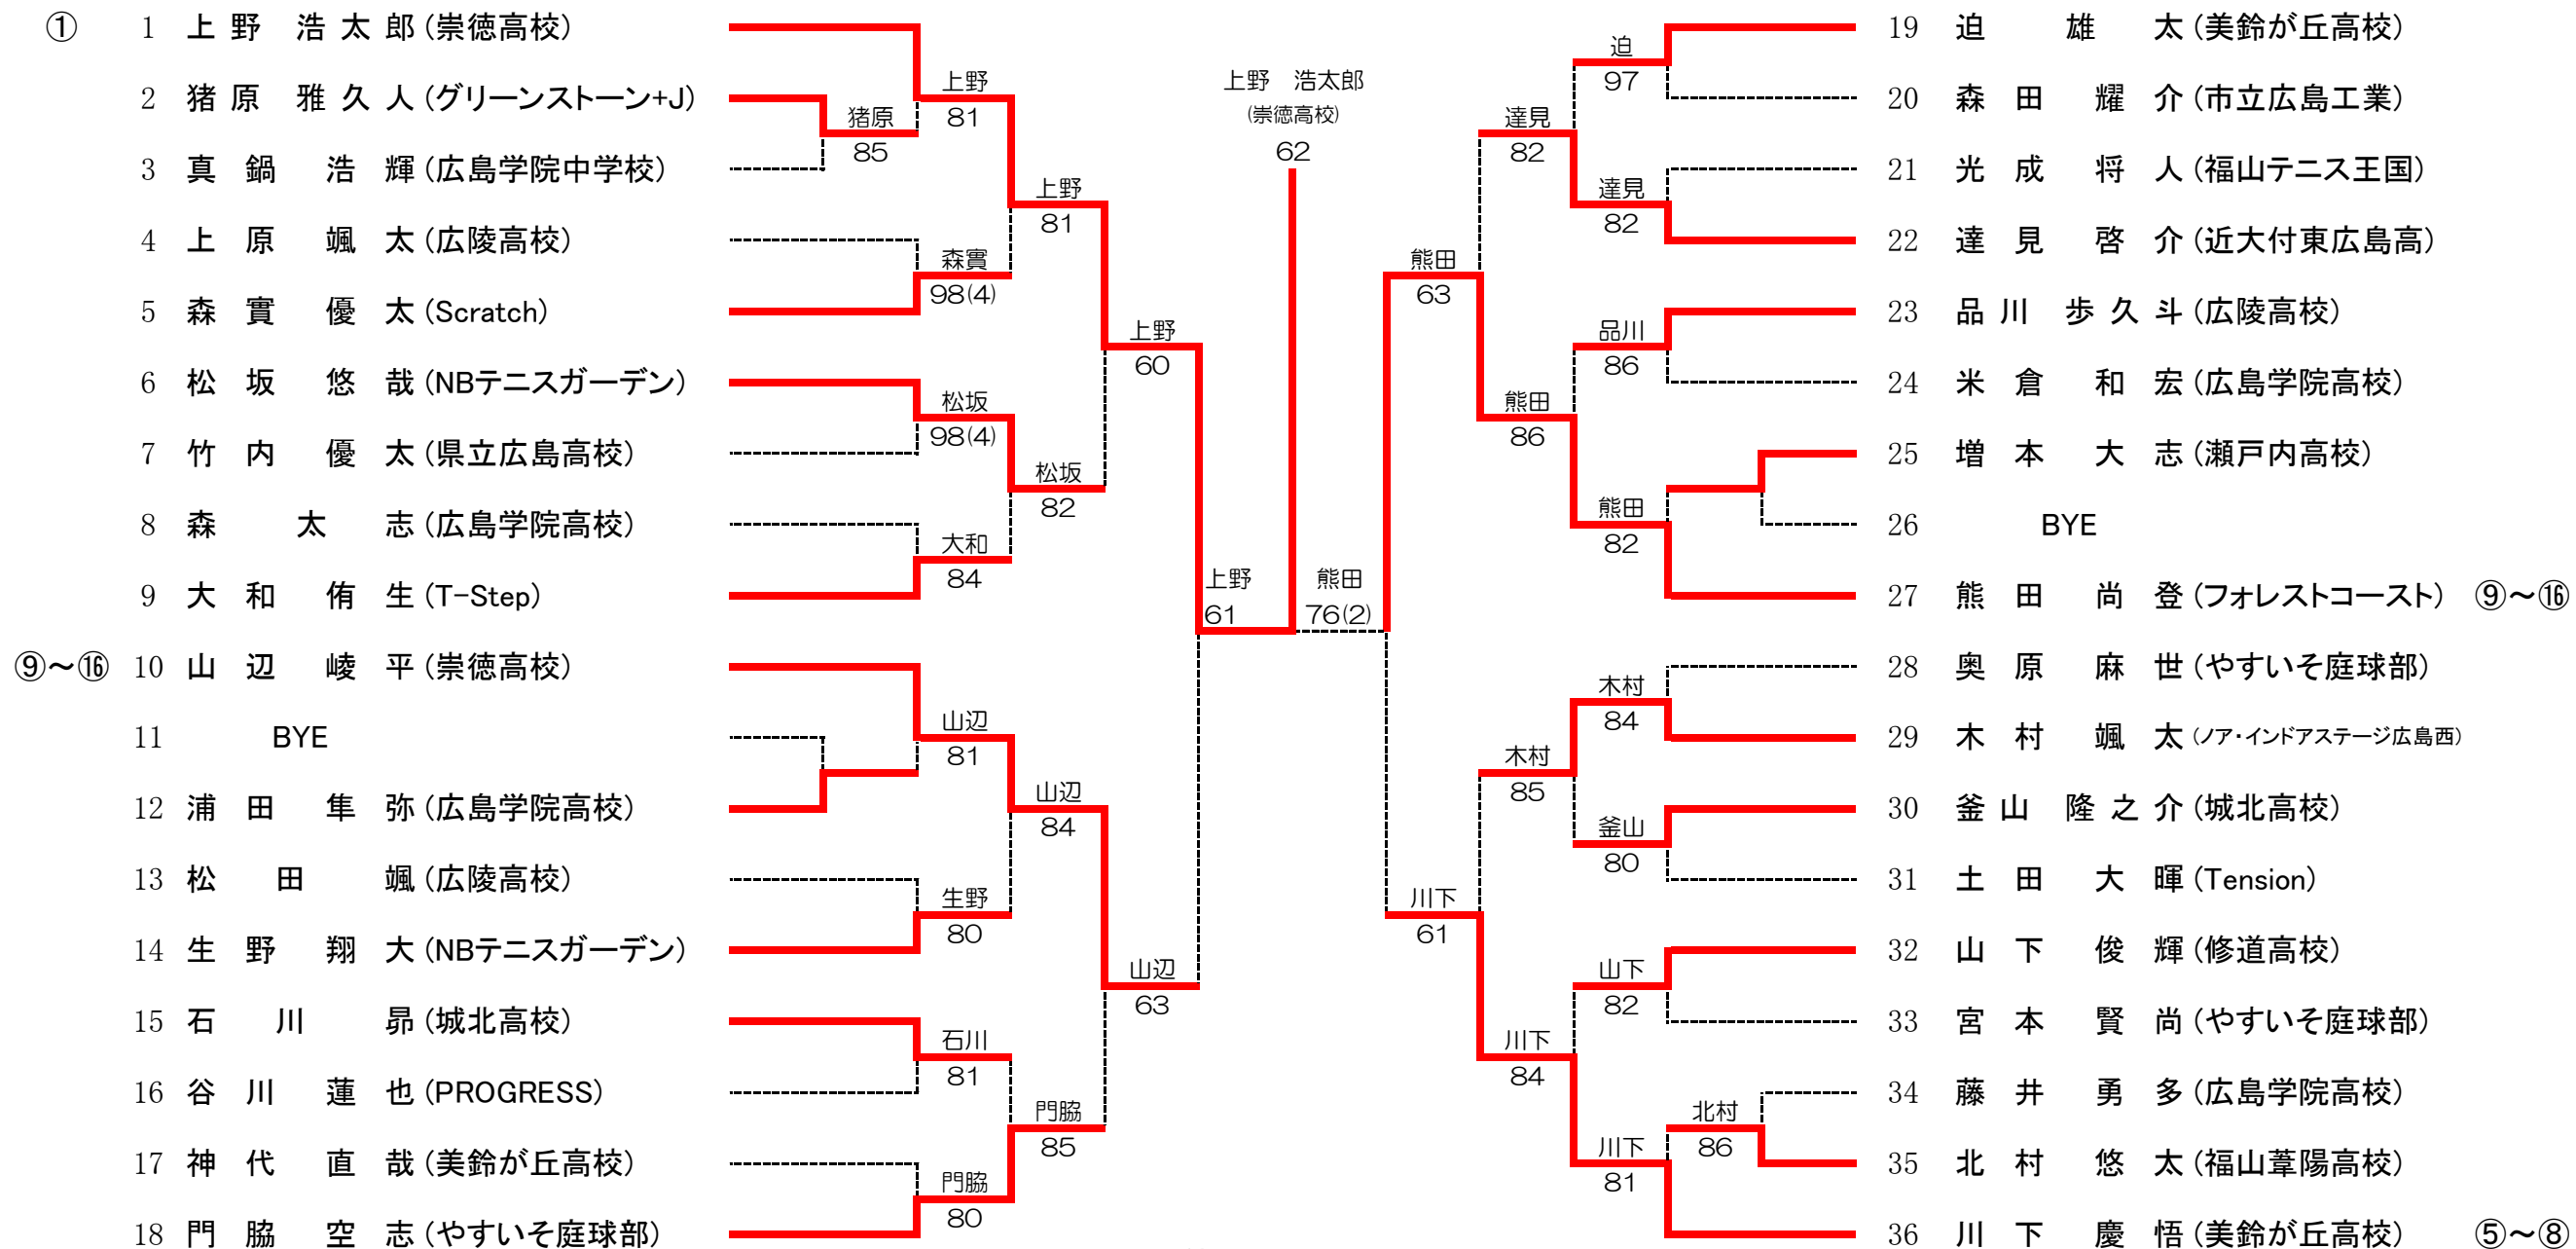 ① 1 上野 浩太郎 (崇徳高校)
2 猪原 雅久人 (グリーンストーン+J)
3 真鍋 浩輝 (広島学院中学校)
4 上原 颯太 (広陵高校)
5 森實 優太 (Scratch)
6 松坂 悠哉 (NBテニスガーデン)
7 竹内 優太 (県立広島高校)
8 森 太志 (広島学院高校)
9 大和 侑生 (T-Step)
⑨～⑯ 10 山辺 崚平 (崇徳高校)
11 BYE
12 浦田 隼弥 (広島学院高校)
13 松田 颯 (広陵高校)
14 生野 翔大 (NBテニスガーデン)
15 石川 昴 (城北高校)
16 谷川 蓮也 (PROGRESS)
17 神代 直哉 (美鈴が丘高校)
18 門脇 空志 (やすいそ庭球部)
猪原
85
上野
81
森實
98(4)
松坂
98(4)
大和
84
山辺
81
生野
80
石川
81
門脇
80
上野
81
松坂
82
山辺
84
門脇
85
上野
60
山辺
63
上野
61
上野 浩太郎
(崇徳高校)
62
熊田
76(2)
熊田
63
川下
61
達見
82
熊田
86
木村
85
川下
84
迫
97
達見
82
品川
86
熊田
82
木村
84
釜山
80
山下
82
川下
81
北村
86
19 迫 雄太 (美鈴が丘高校)
20 森田 耀介 (市立広島工業)
21 光成 将人 (福山テニス王国)
22 達見 啓介 (近大付東広島高)
23 品川 歩久斗 (広陵高校)
24 米倉 和宏 (広島学院高校)
25 増本 大志 (瀬戸内高校)
26 BYE
27 熊田 尚登 (フォレストコースト) ⑨～⑯
28 奥原 麻世 (やすいそ庭球部)
29 木村 颯太 (ノア・インドアステージ広島西)
30 釜山 隆之介 (城北高校)
31 土田 大暉 (Tension)
32 山下 俊輝 (修道高校)
33 宮本 賢尚 (やすいそ庭球部)
34 藤井 勇多 (広島学院高校)
35 北村 悠太 (福山葦陽高校)
36 川下 慶悟 (美鈴が丘高校) ⑤～⑧